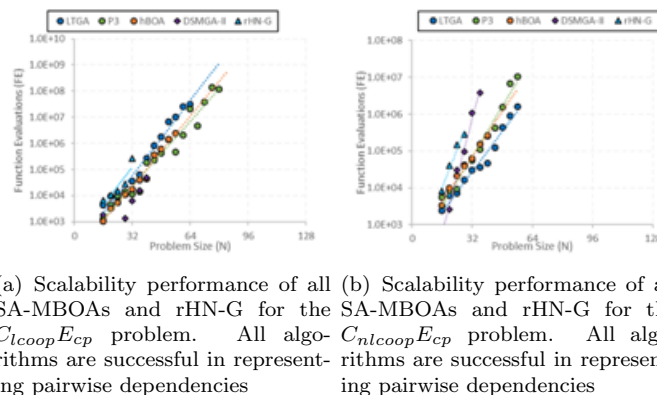 LTGA P3 hBOA DSMGA-II rHN-G
1.0E+10
1.0E+09
1.0E+08
1.0E+07
1.0E+06
1.0E+05
1.0E+04
1.0E+03
Function Evaluations (FE)
0 32 64 96 128
Problem Size (N)
LTGA P3 hBOA DSMGA-II rHN-G
1.0E+08
1.0E+07
1.0E+06
1.0E+05
1.0E+04
1.0E+03
Function Evaluations (FE)
0 32 64 96 128
Problem Size (N)
(a) Scalability performance of all
SA-MBOAs and rHN-G for the
C_{lcoop}E_{cp} problem. All algo-
rithms are successful in represent-
ing pairwise dependencies
(b) Scalability performance of a
SA-MBOAs and rHN-G for th
C_{nlcoop}E_{cp} problem. All algo
rithms are successful in represen
ing pairwise dependencies